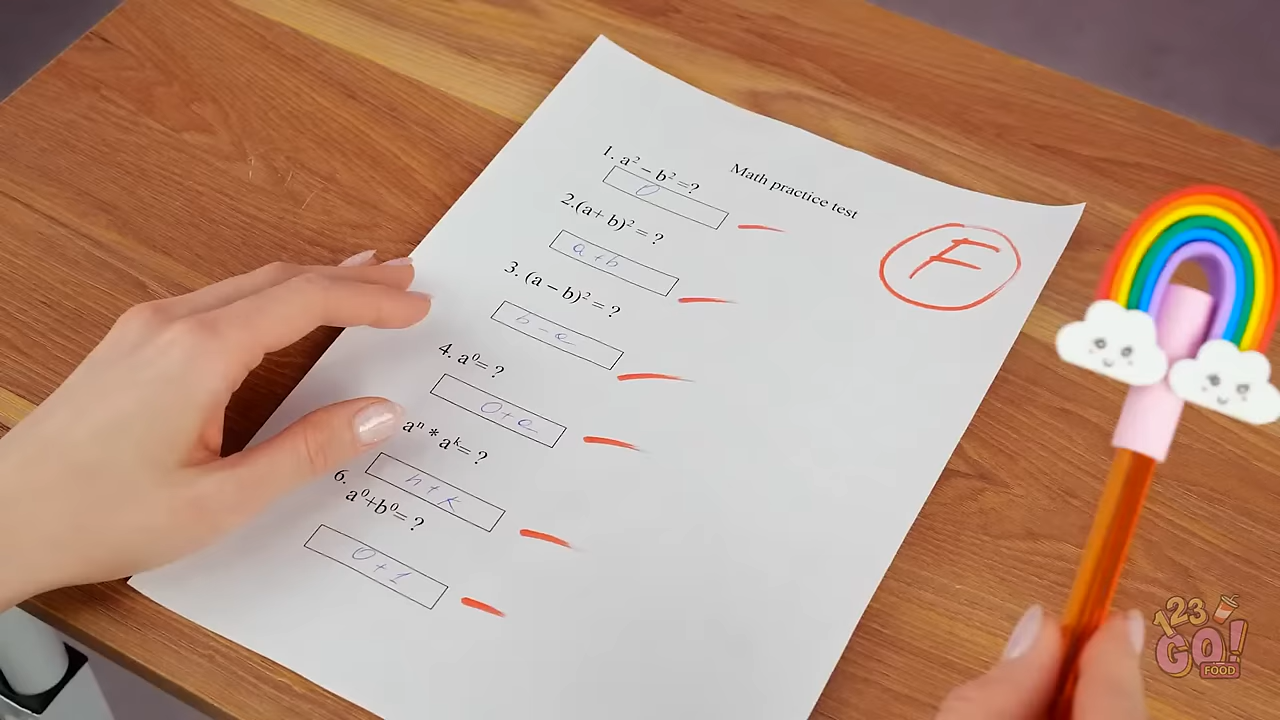 Math practice test
F
1. a² − b² =?
0
2.(a+ b)² = ?
a+b
3. (a − b)² = ?
b-a
4. a⁰= ?
0+a
aⁿ * aᵏ= ?
n+k
6.
a⁰+b⁰= ?
0+1
123
GO!
FOOD